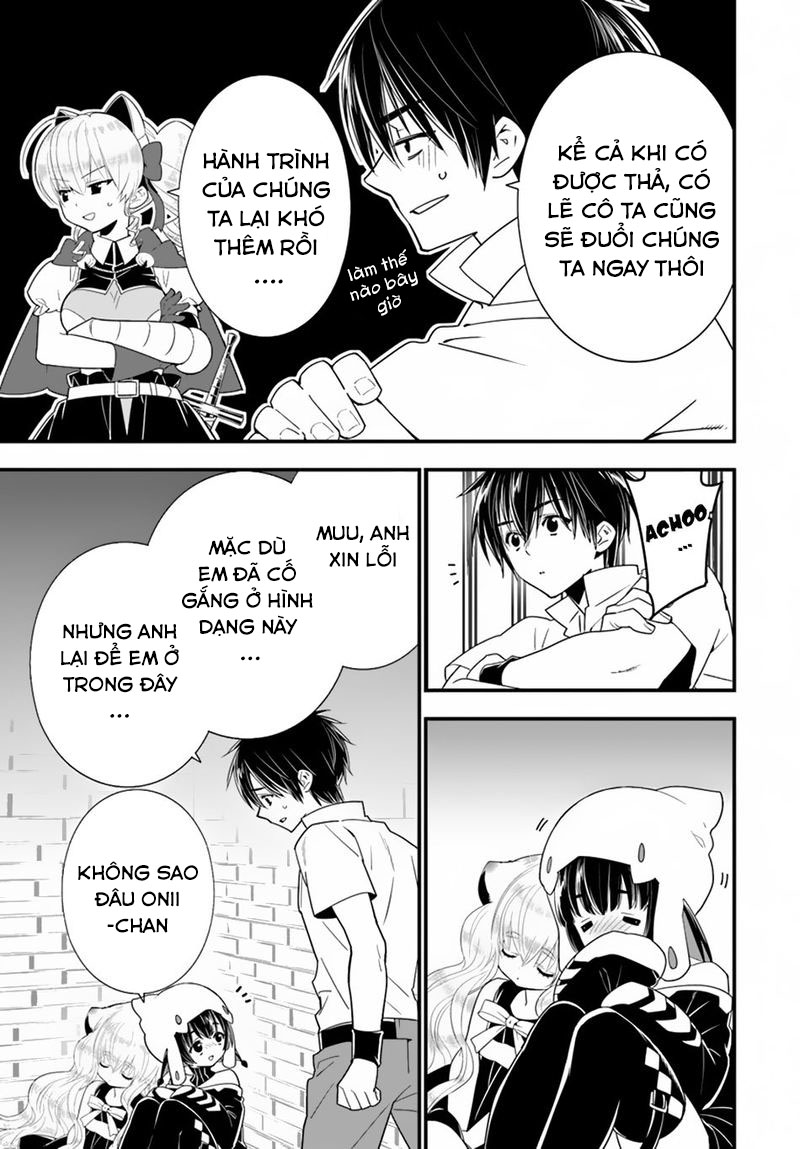 KỂ CẢ KHI CÓ
ĐƯỢC THẢ, CÓ
LẼ CÔ TA CŨNG
SẼ ĐUỔI CHÚNG
TA NGAY THÔI
HÀNH TRÌNH
CỦA CHÚNG
TA LẠI KHÓ
THÊM RỒI
....
làm thế
nào bây
giờ
ACHOO
...
MUU, ANH
XIN LỖI
MẶC DÙ
EM ĐÃ CỐ
GẮNG Ở HÌNH
DẠNG NÀY
...
NHƯNG ANH
LẠI ĐỂ EM Ở
TRONG ĐÂY
...
KHÔNG SAO
ĐÂU ONII
-CHAN